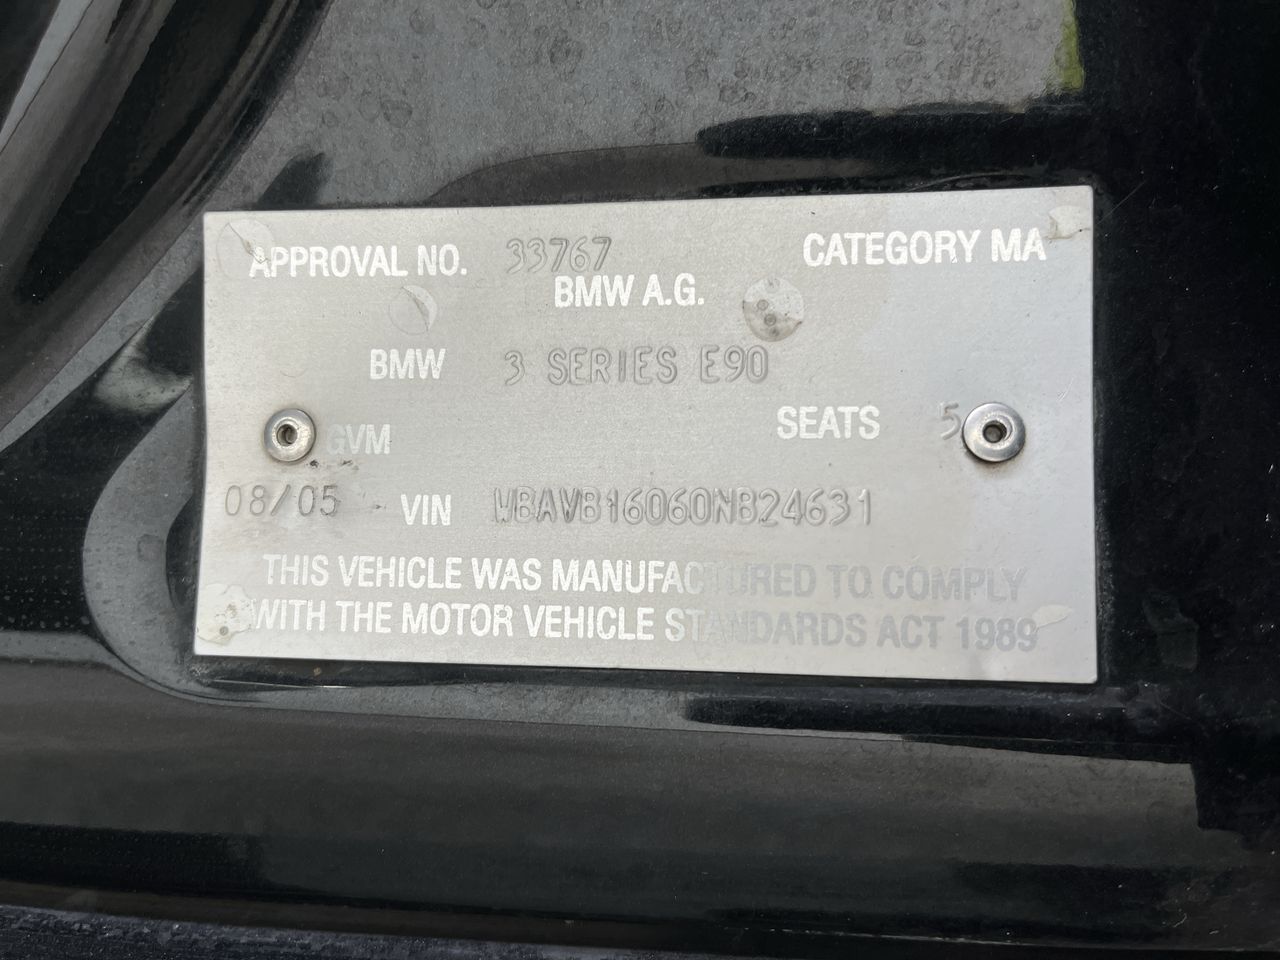 APPROVAL NO. 33767 CATEGORY MA
BMW A.G.
BMW 3 SERIES E90
SEATS 5
GVM
08/05 VIN WBAVB16060NB24631
THIS VEHICLE WAS MANUFACTURED TO COMPLY
WITH THE MOTOR VEHICLE STANDARDS ACT 1989